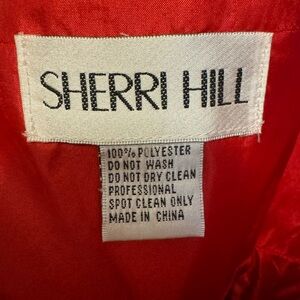 SHERRI HILL
100% POLYESTER
DO NOT WASH
DO NOT DRY CLEAN
PROFESSIONAL
SPOT CLEAN ONLY
MADE IN CHINA